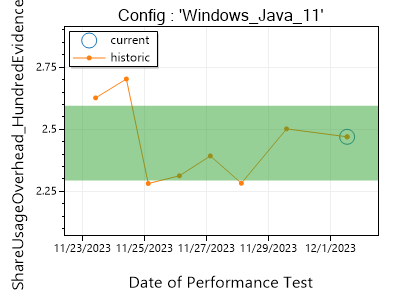 Config : 'Windows_Java_11'
ShareUsageOverhead_HundredEvidence
current
historic
2.75
2.5
2.25
11/23/2023
11/25/2023
11/27/2023
11/29/2023
12/1/2023
Date of Performance Test